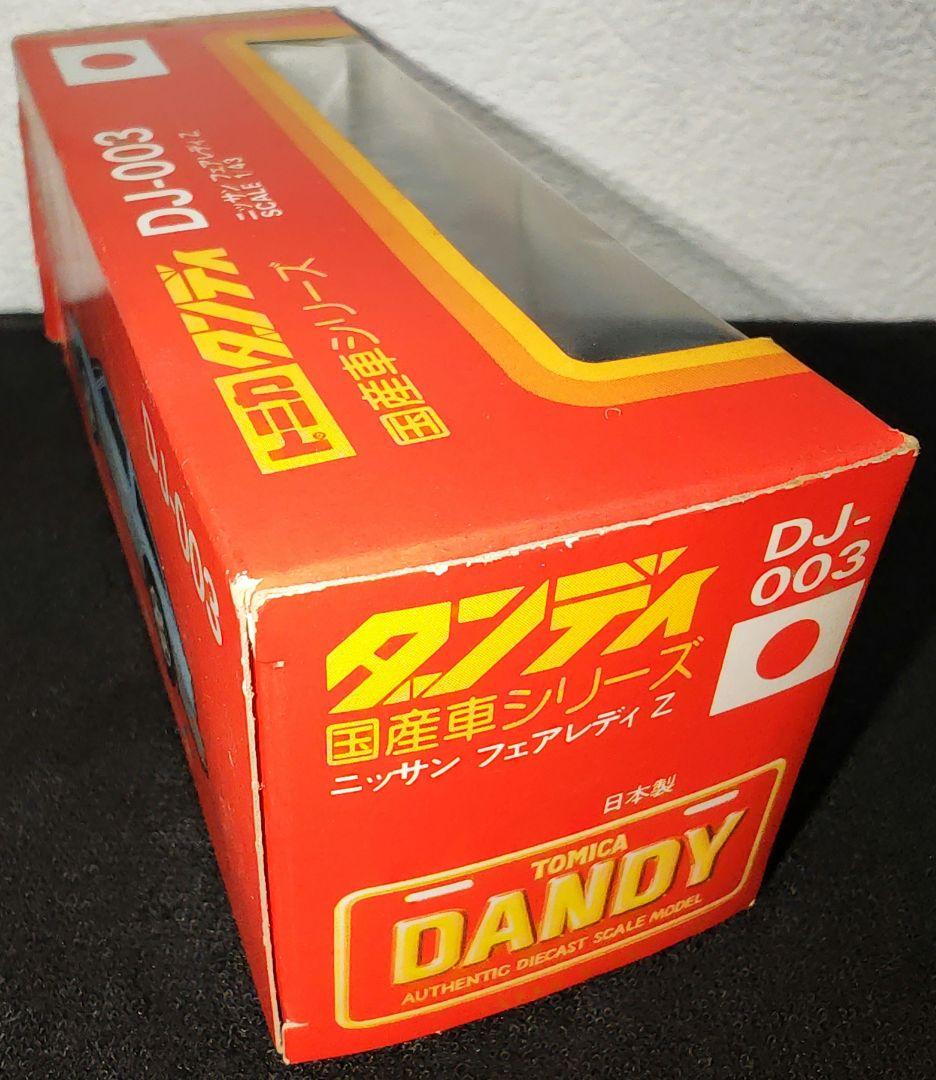 DJ-003
ニッサン フェアレディZ
SCALE 1/43
トミカ ダンディ
国産車シリーズ
DJ-003
ダンディ
国産車シリーズ
ニッサン フェアレディ Z
DJ-
003
日本製
TOMICA
DANDY
AUTHENTIC DIECAST SCALE MODEL